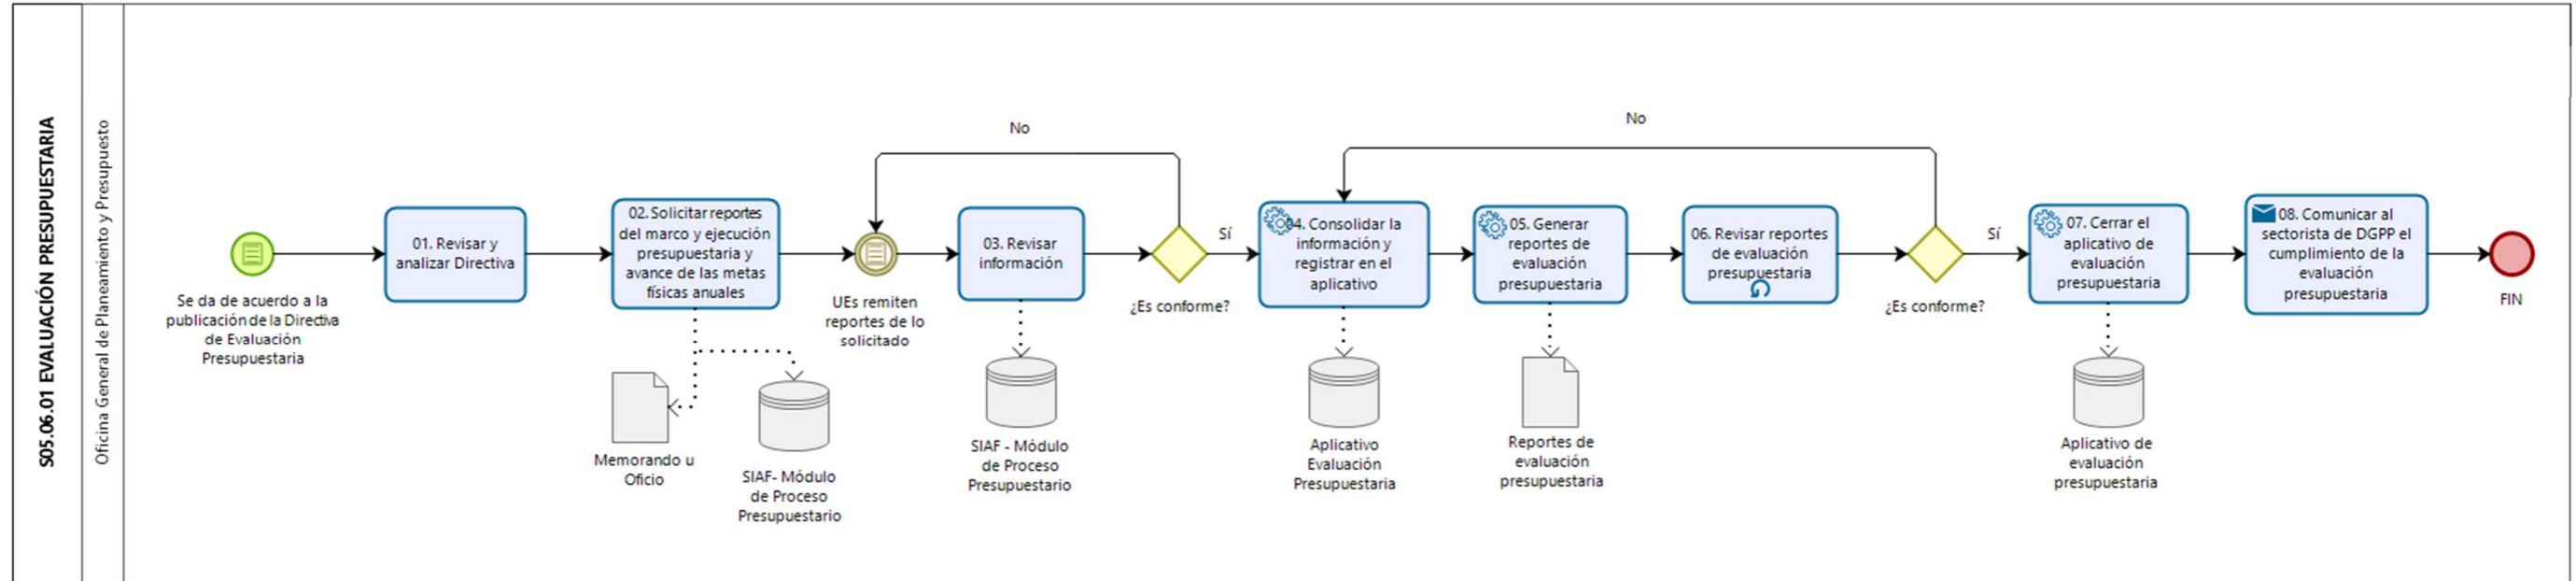 S05.06.01 EVALUACIÓN PRESUPUESTARIA
Oficina General de Planeamiento y Presupuesto
Se da de acuerdo a la
publicación de la Directiva
de Evaluación
Presupuestaria
01. Revisar y
analizar Directiva
02. Solicitar reportes
del marco y ejecución
presupuestaria y
avance de las metas
físicas anuales
Memorando u
Oficio
SIAF- Módulo
de Proceso
Presupuestario
UEs remiten
reportes de lo
solicitado
No
03. Revisar
información
SIAF - Módulo
de Proceso
Presupuestario
¿Es conforme?
Sí
04. Consolidar la
información y
registrar en el
aplicativo
Aplicativo
Evaluación
Presupuestaria
05. Generar
reportes de
evaluación
presupuestaria
Reportes de
evaluación
presupuestaria
No
06. Revisar reportes
de evaluación
presupuestaria
¿Es conforme?
Sí
07. Cerrar el
aplicativo de
evaluación
presupuestaria
Aplicativo de
evaluación
presupuestaria
08. Comunicar al
sectorista de DGPP el
cumplimiento de la
evaluación
presupuestaria
FIN